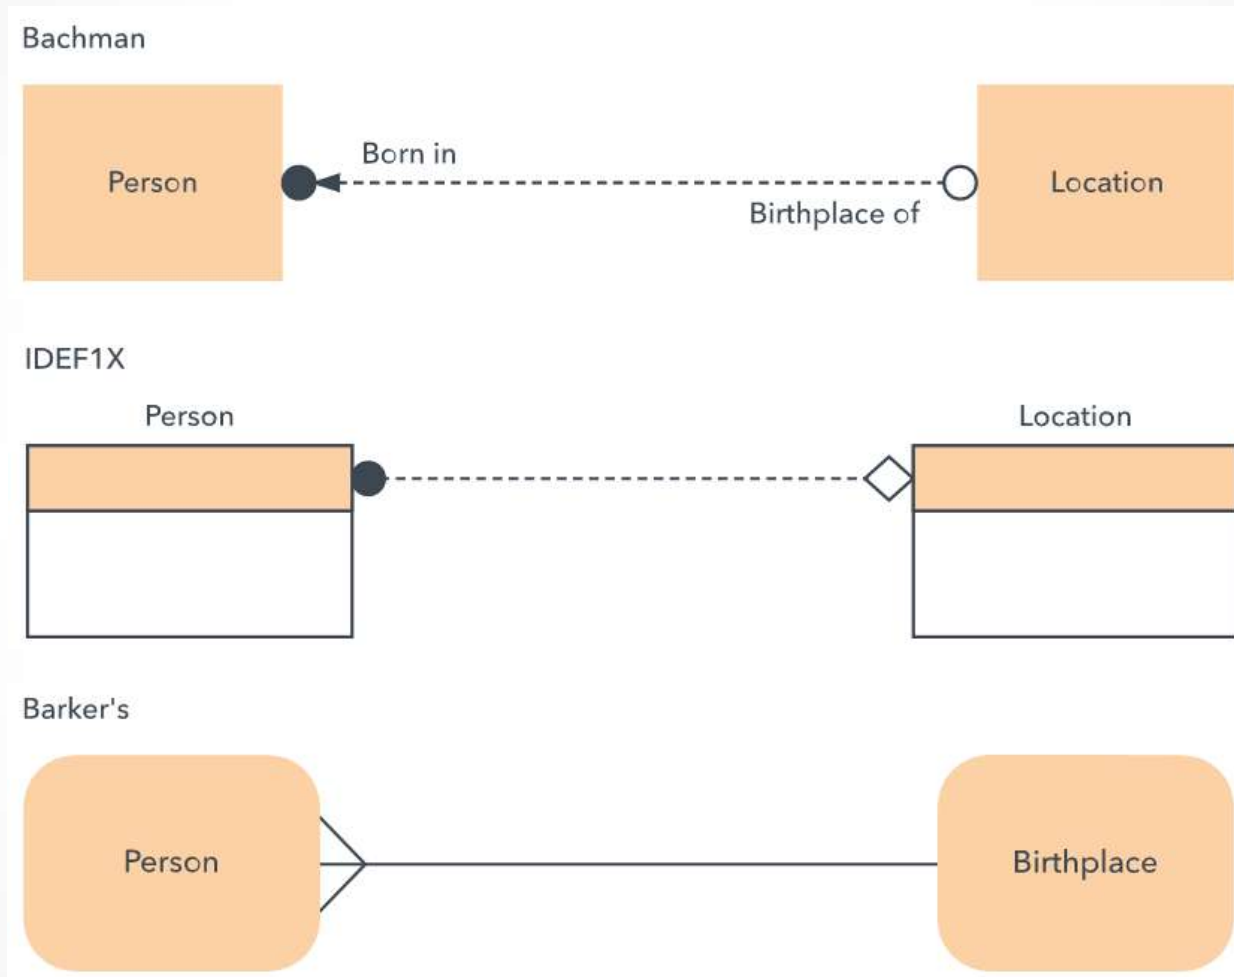 Bachman
Born in
Person
Location
Birthplace of
IDEF1X
Person
Location
Barker's
Person
Birthplace